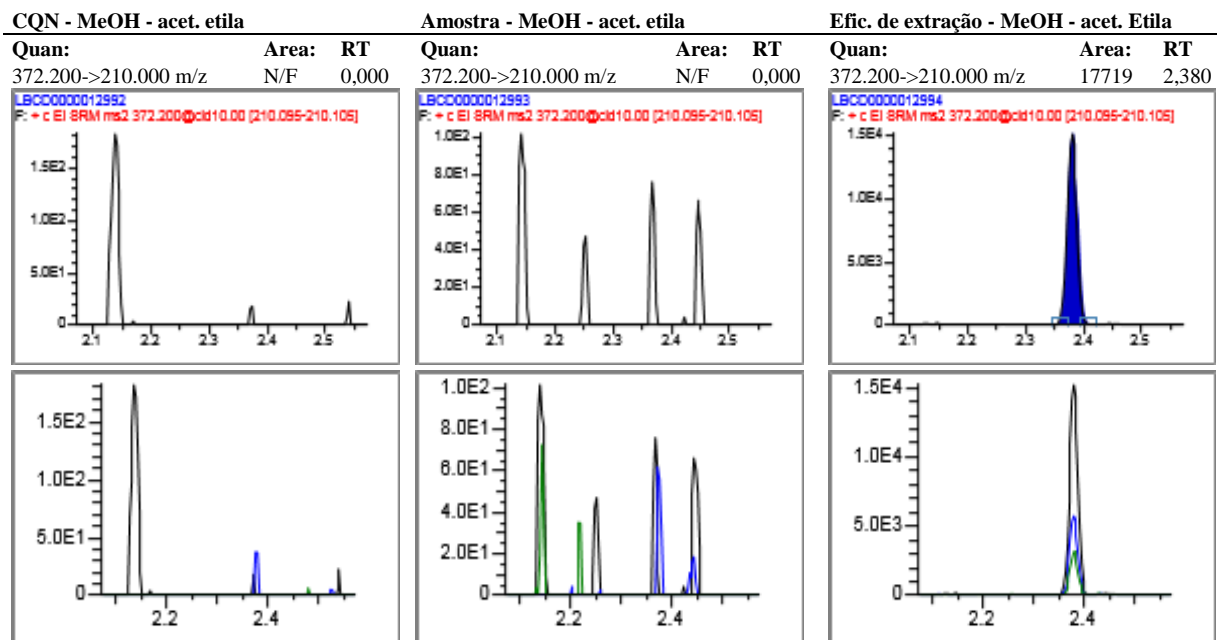 CQN - MeOH - acet. etila
Quan: Area: RT
372.200->210.000 m/z N/F 0,000
LBCD0000012992
F: + c EI SRM ms2 372.200@cid10.00 [210.095-210.105]
1.5E2
1.0E2
5.0E1
0
2.1 2.2 2.3 2.4 2.5
1.5E2
1.0E2
5.0E1
0
2.2 2.4
Amostra - MeOH - acet. etila
Quan: Area: RT
372.200->210.000 m/z N/F 0,000
LBCD0000012993
F: + c EI SRM ms2 372.200@cid10.00 [210.095-210.105]
1.0E2
8.0E1
6.0E1
4.0E1
2.0E1
0
2.1 2.2 2.3 2.4 2.5
1.0E2
8.0E1
6.0E1
4.0E1
2.0E1
0
2.2 2.4
Efic. de extração - MeOH - acet. Etila
Quan: Area: RT
372.200->210.000 m/z 17719 2,380
LBCD0000012994
F: + c EI SRM ms2 372.200@cid10.00 [210.095-210.105]
1.5E4
1.0E4
5.0E3
0
2.1 2.2 2.3 2.4 2.5
1.5E4
1.0E4
5.0E3
0
2.2 2.4